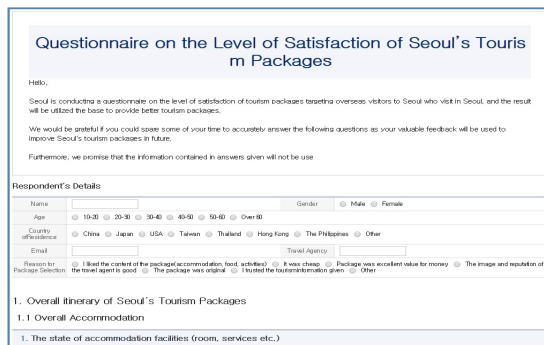 Questionnaire on the Level of Satisfaction of Seoul's Touris
m Packages
Hello,
Seoul is conducting a questionnaire on the level of satisfaction of tourism packages targeting overseas visitors to Seoul who visit in Seoul, and the result
will be utilized the base to provide better tourism packages.
We would be grateful if you could spare some of your time to accurately answer the following questions as your valuable feedback will be used to
improve Seoul's tourism packages in future.
Furthermore, we promise that the information contained in answers given will not be use
Respondent's Details
Name Gender Male Female
Age 10-20 20-30 30-40 40-50 50-60 Over 60
Country
ofResidence China Japan USA Taiwan Thailand Hong Kong The Philippines Other
Email Travel Agency
Reason for
Package Selection I liked the content of the package(accommodation, food, activities) It was cheap Package was excellent value for money The image and reputation of
the travel agent is good The package was original I trusted the tourisminformation given Other
1. Overall itinerary of Seoul's Tourism Packages
1.1 Overall Accommodation
1. The state of accommodation facilities (room, services etc.)